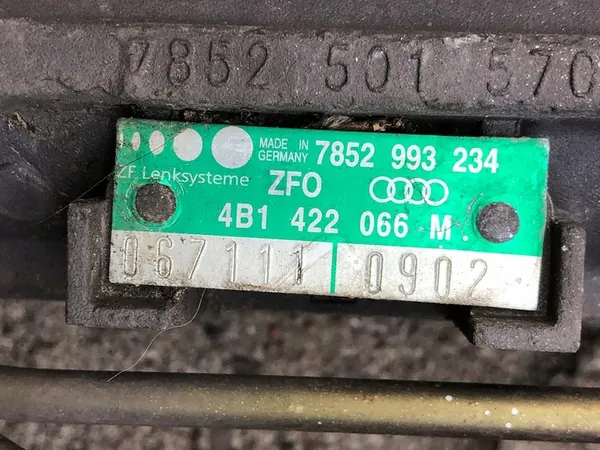 7852 501 570
MADE IN
GERMANY 7852 993 234
ZF Lenksysteme ZFO
4B1 422 066 M.
067111 0902